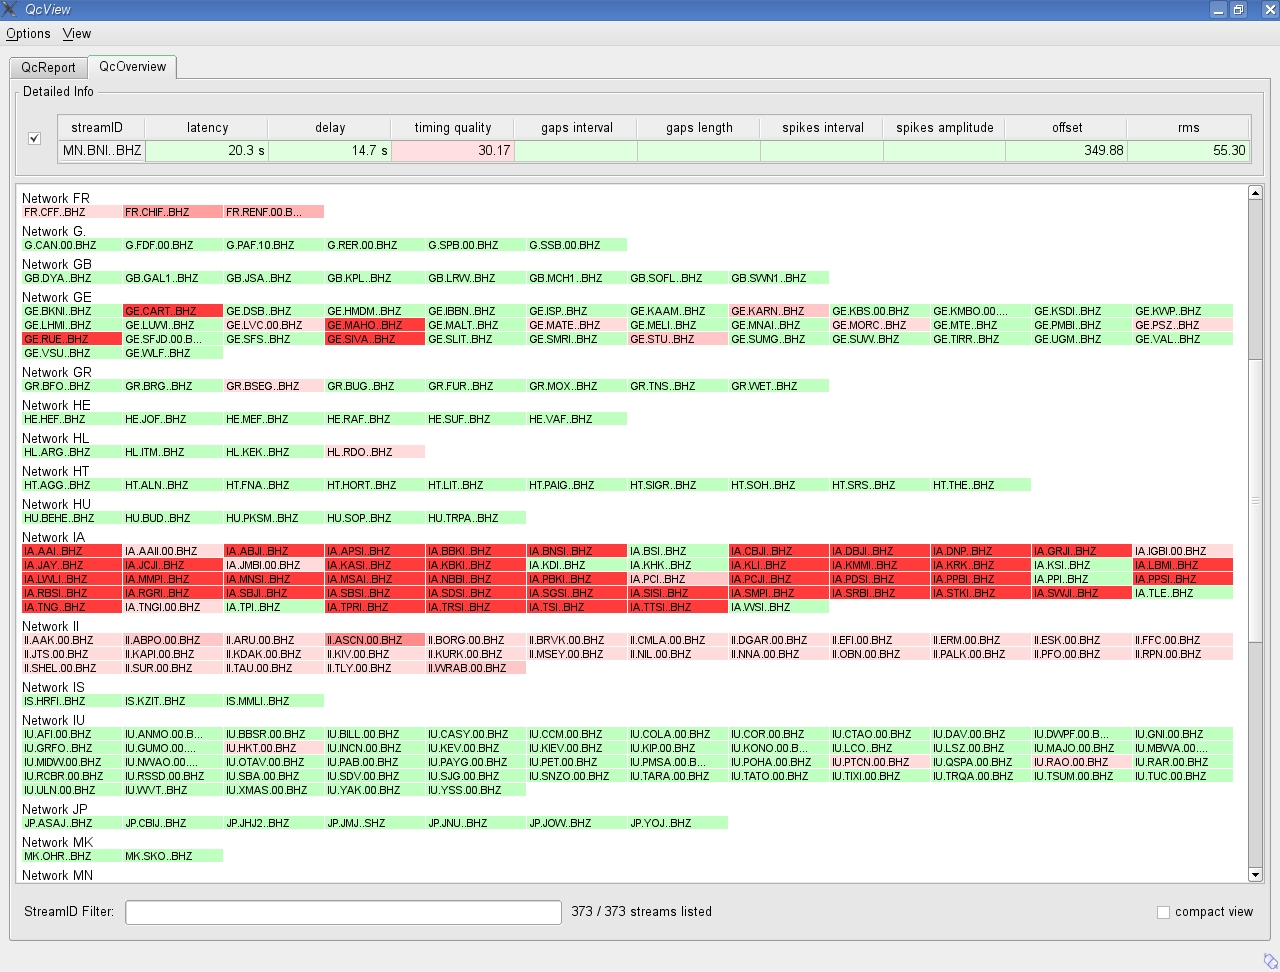 QcView
Options View
QcReport QcOverview
Detailed Info
streamID latency delay timing quality gaps interval gaps length spikes interval spikes amplitude offset rms
MN.BNI..BHZ 20.3 s 14.7 s 30.17 349.88 55.30
Network FR
FR.CFF..BHZ FR.CHIF..BHZ FR.RENF.00.B...
Network G.
G.CAN.00.BHZ G.FDF.00.BHZ G.PAF.10.BHZ G.RER.00.BHZ G.SPB.00.BHZ G.SSB.00.BHZ
Network GB
GB.DYA..BHZ GB.GAL1..BHZ GB.JSA..BHZ GB.KPL..BHZ GB.LRW..BHZ GB.MCH1..BHZ GB.SOFL..BHZ GB.SWN1..BHZ
Network GE
GE.BKNI..BHZ GE.CART..BHZ GE.DSB..BHZ GE.HMDM..BHZ GE.IBBN..BHZ GE.ISP..BHZ GE.KAAM..BHZ GE.KARN..BHZ GE.KBS.00.BHZ GE.KMBO.00.... GE.KSDI..BHZ GE.KWP..BHZ
GE.LHMI..BHZ GE.LUWI..BHZ GE.LVC.00.BHZ GE.MAHO..BHZ GE.MALT..BHZ GE.MATE..BHZ GE.MELI..BHZ GE.MNAI..BHZ GE.MORC..BHZ GE.MTE..BHZ GE.PMBI..BHZ GE.PSZ..BHZ
GE.RUE..BHZ GE.SFJD.00.B... GE.SFS..BHZ GE.SIVA..BHZ GE.SLIT..BHZ GE.SMRI..BHZ GE.STU..BHZ GE.SUMG..BHZ GE.SUW..BHZ GE.TIRR..BHZ GE.UGM..BHZ GE.VAL..BHZ
GE.VSU..BHZ GE.WLF..BHZ
Network GR
GR.BFO..BHZ GR.BRG..BHZ GR.BSEG..BHZ GR.BUG..BHZ GR.FUR..BHZ GR.MOX..BHZ GR.TNS..BHZ GR.WET..BHZ
Network HE
HE.HEF..BHZ HE.JOF..BHZ HE.MEF..BHZ HE.RAF..BHZ HE.SUF..BHZ HE.VAF..BHZ
Network HL
HL.ARG..BHZ HL.ITM..BHZ HL.KEK..BHZ HL.RDO..BHZ
Network HT
HT.AGG..BHZ HT.ALN..BHZ HT.FNA..BHZ HT.HORT..BHZ HT.LIT..BHZ HT.PAIG..BHZ HT.SIGR..BHZ HT.SOH..BHZ HT.SRS..BHZ HT.THE..BHZ
Network HU
HU.BEHE..BHZ HU.BUD..BHZ HU.PKSM..BHZ HU.SOP..BHZ HU.TRPA..BHZ
Network IA
IA.AAI..BHZ IA.AAII.00.BHZ IA.ABJI..BHZ IA.APSI..BHZ IA.BBKI..BHZ IA.BNSI..BHZ IA.BSI..BHZ IA.CBJI..BHZ IA.DBJI..BHZ IA.DNP..BHZ IA.GRJI..BHZ IA.IGBI.00.BHZ
IA.JAY..BHZ IA.JCJI..BHZ IA.JMBI.00.BHZ IA.KASI..BHZ IA.KBKI..BHZ IA.KDI..BHZ IA.KHK..BHZ IA.KLI..BHZ IA.KMMI..BHZ IA.KRK..BHZ IA.KSI..BHZ IA.LBMI..BHZ
IA.LWLI..BHZ IA.MMPI..BHZ IA.MNSI..BHZ IA.MSAI..BHZ IA.NBBI..BHZ IA.PBKI..BHZ IA.PCI..BHZ IA.PCJI..BHZ IA.PDSI..BHZ IA.PPBI..BHZ IA.PPI..BHZ IA.PPSI..BHZ
IA.RBSI..BHZ IA.RGRI..BHZ IA.SBJI..BHZ IA.SBSI..BHZ IA.SDSI..BHZ IA.SGSI..BHZ IA.SISI..BHZ IA.SMPI..BHZ IA.SRBI..BHZ IA.STKI..BHZ IA.SWJI..BHZ IA.TLE..BHZ
IA.TNG..BHZ IA.TNGI.00.BHZ IA.TPI..BHZ IA.TPRI..BHZ IA.TRSI..BHZ IA.TSI..BHZ IA.TTSI..BHZ IA.WSI..BHZ
Network II
II.AAK.00.BHZ II.ABPO.00.BHZ II.ARU.00.BHZ II.ASCN.00.BHZ II.BORG.00.BHZ II.BRVK.00.BHZ II.CMLA.00.BHZ II.DGAR.00.BHZ II.EFI.00.BHZ II.ERM.00.BHZ II.ESK.00.BHZ II.FFC.00.BHZ
II.JTS.00.BHZ II.KAPI.00.BHZ II.KDAK.00.BHZ II.KIV.00.BHZ II.KURK.00.BHZ II.MSEY.00.BHZ II.NIL.00.BHZ II.NNA.00.BHZ II.OBN.00.BHZ II.PALK.00.BHZ II.PFO.00.BHZ II.RPN.00.BHZ
II.SHEL.00.BHZ II.SUR.00.BHZ II.TAU.00.BHZ II.TLY.00.BHZ II.WRAB.00.BHZ
Network IS
IS.HRFI..BHZ IS.KZIT..BHZ IS.MMLI..BHZ
Network IU
IU.AFI.00.BHZ IU.ANMO.00.B... IU.BBSR.00.BHZ IU.BILL.00.BHZ IU.CASY.00.BHZ IU.CCM.00.BHZ IU.COLA.00.BHZ IU.COR.00.BHZ IU.CTAO.00.BHZ IU.DAV.00.BHZ IU.DWPF.00.B... IU.GNI.00.BHZ
IU.GRFO..BHZ IU.GUMO.00.... IU.HKT.00.BHZ IU.INCN.00.BHZ IU.KEV.00.BHZ IU.KIEV.00.BHZ IU.KIP.00.BHZ IU.KONO.00.B... IU.LCO..BHZ IU.LSZ.00.BHZ IU.MAJO.00.BHZ IU.MBWA.00....
IU.MIDW.00.BHZ IU.NWAO.00.... IU.OTAV.00.BHZ IU.PAB.00.BHZ IU.PAYG.00.BHZ IU.PET.00.BHZ IU.PMSA.00.B... IU.POHA.00.BHZ IU.PTCN.00.BHZ IU.QSPA.00.BHZ IU.RAO.00.BHZ IU.RAR.00.BHZ
IU.RCBR.00.BHZ IU.RSSD.00.BHZ IU.SBA.00.BHZ IU.SDV.00.BHZ IU.SJG.00.BHZ IU.SNZO.00.BHZ IU.TARA.00.BHZ IU.TATO.00.BHZ IU.TIXI.00.BHZ IU.TRQA.00.BHZ IU.TSUM.00.BHZ IU.TUC.00.BHZ
IU.ULN.00.BHZ IU.WVT..BHZ IU.XMAS.00.BHZ IU.YAK.00.BHZ IU.YSS.00.BHZ
Network JP
JP.ASAJ..BHZ JP.CBIJ..BHZ JP.JHJ2..BHZ JP.JMJ..SHZ JP.JNU..BHZ JP.JOW..BHZ JP.YOJ..BHZ
Network MK
MK.OHR..BHZ MK.SKO..BHZ
Network MN
StreamID Filter: 373 / 373 streams listed compact view